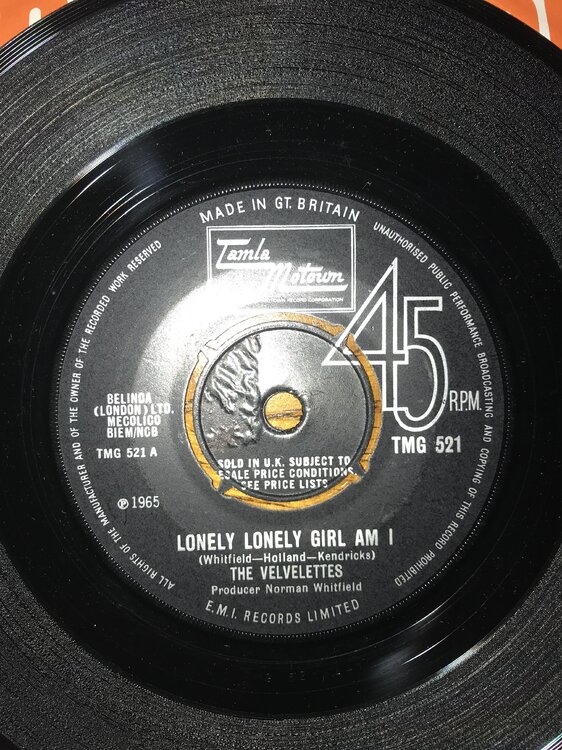 MADE IN GT. BRITAIN
UNAUTHORISED PUBLIC PERFORMANCE BROADCASTING AND COPYING OF THIS RECORD PROHIBITED
ALL RIGHTS OF THE MANUFACTURER AND OF THE OWNER OF THE RECORDED WORK RESERVED
Tamla
Motown
MOTOWN RECORD CORPORATION
45
R.P.M.
TMG 521
BELINDA
(LONDON) LTD.
MECOLICO
BIEM/NCB
TMG 521 A
℗ 1965
SOLD IN U.K. SUBJECT TO
RESALE PRICE CONDITIONS,
SEE PRICE LISTS
LONELY LONELY GIRL AM I
(Whitfield—Holland—Kendricks)
THE VELVELETTES
Producer Norman Whitfield
E.M.I. RECORDS LIMITED